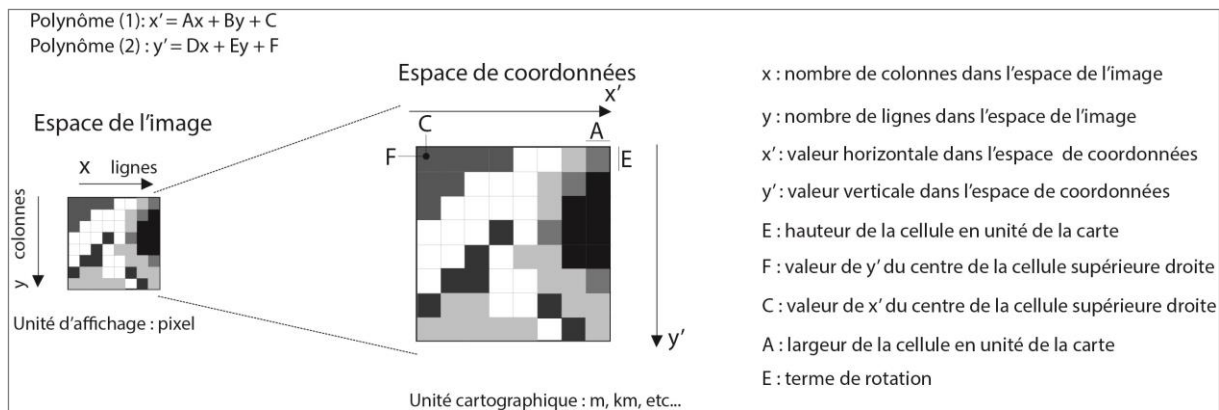 Polynôme (1): x’ = Ax + By + C
Polynôme (2) : y’ = Dx + Ey + F
Espace de l’image
x lignes
y colonnes
Unité d’affichage : pixel
Espace de coordonnées
x’
C
A
F
E
y’
Unité cartographique : m, km, etc...
x : nombre de colonnes dans l’espace de l’image
y : nombre de lignes dans l’espace de l’image
x’ : valeur horizontale dans l’espace de coordonnées
y’ : valeur verticale dans l’espace de coordonnées
E : hauteur de la cellule en unité de la carte
F : valeur de y’ du centre de la cellule supérieure droite
C : valeur de x’ du centre de la cellule supérieure droite
A : largeur de la cellule en unité de la carte
E : terme de rotation